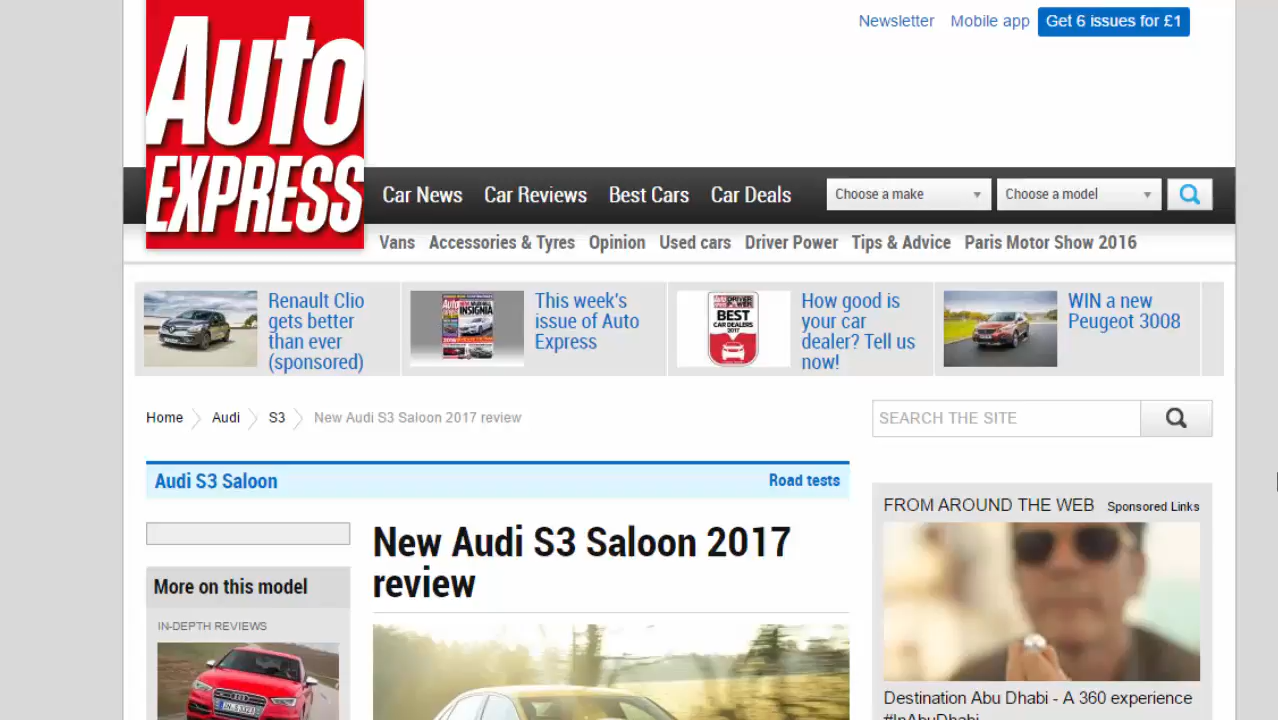 Auto
EXPRESS
Newsletter Mobile app Get 6 issues for £1
Car News Car Reviews Best Cars Car Deals Choose a make Choose a model
Vans Accessories & Tyres Opinion Used cars Driver Power Tips & Advice Paris Motor Show 2016
Renault Clio
gets better
than ever
(sponsored)
Auto
INSIGNIA
This week's
issue of Auto
Express
BEST
CAR DEALERS
2017
How good is
your car
dealer? Tell us
now!
WIN a new
Peugeot 3008
Home Audi S3 New Audi S3 Saloon 2017 review
SEARCH THE SITE
Audi S3 Saloon Road tests
FROM AROUND THE WEB Sponsored Links
New Audi S3 Saloon 2017
review
More on this model
IN-DEPTH REVIEWS
Destination Abu Dhabi - A 360 experience
#InAbuDhabi